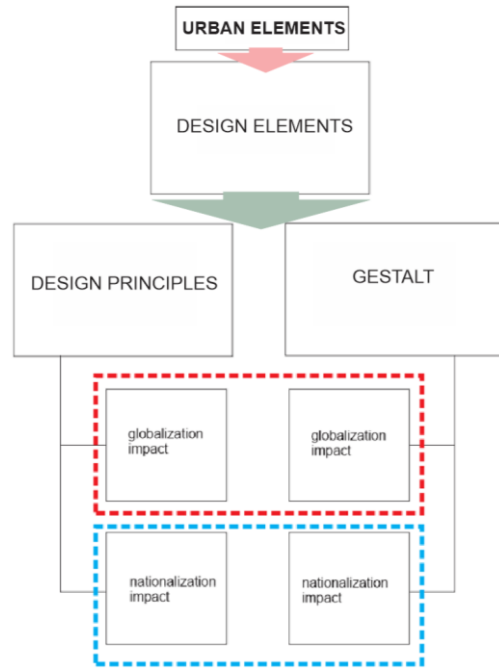 URBAN ELEMENTS
DESIGN ELEMENTS
DESIGN PRINCIPLES
GESTALT
globalization
impact
globalization
impact
nationalization
impact
nationalization
impact